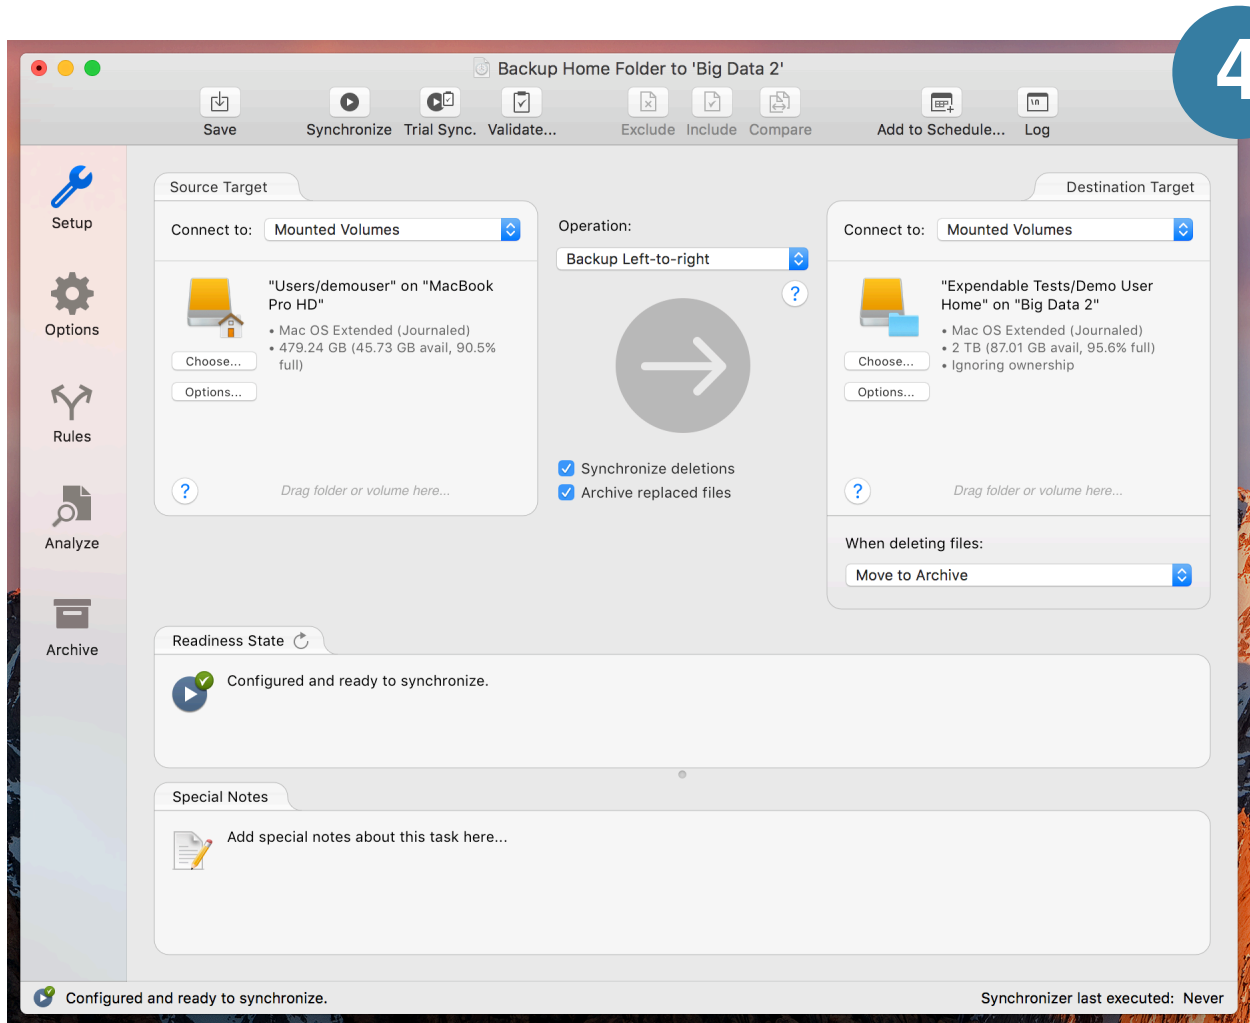 4
Backup Home Folder to 'Big Data 2'
Save
Synchronize
Trial Sync.
Validate...
Exclude
Include
Compare
Add to Schedule...
Log
Setup
Options
Rules
Analyze
Archive
Source Target
Connect to:
Mounted Volumes
"Users/demouser" on "MacBook
Pro HD"
• Mac OS Extended (Journaled)
• 479.24 GB (45.73 GB avail, 90.5%
full)
Choose...
Options...
?
Drag folder or volume here...
Operation:
Backup Left-to-right
?
Synchronize deletions
Archive replaced files
Destination Target
Connect to:
Mounted Volumes
"Expendable Tests/Demo User
Home" on "Big Data 2"
• Mac OS Extended (Journaled)
• 2 TB (87.01 GB avail, 95.6% full)
• Ignoring ownership
Choose...
Options...
?
Drag folder or volume here...
When deleting files:
Move to Archive
Readiness State
Configured and ready to synchronize.
Special Notes
Add special notes about this task here...
Configured and ready to synchronize.
Synchronizer last executed: Never